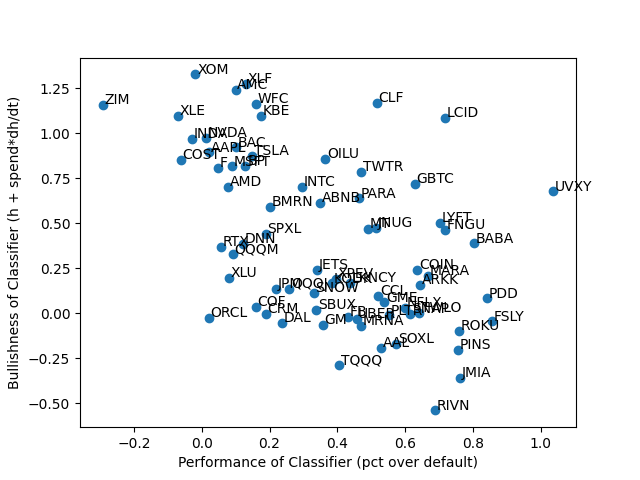 XOM
XLF
AMC
ZIM
WFC
CLF
KBE
XLE
LCID
INDA
NVDA
BAC
AAPL
TSLA
COST
OILU
F
TWTR
AMD
INTC
GBTC
UVXY
BMRN
ABNB
PARA
SPXL
LYFT
FNGU
RTX
DNN
QQQM
BABA
JETS
COIN
MARA
XLU
ARKK
JPM
SNOW
CCL
GME
PDD
COF
CRM
SBUX
ORCL
DAL
GM
MRNA
FSLY
ROKU
AAL
SOXL
PINS
TQQQ
JMIA
RIVN
1.25
1.00
0.75
0.50
0.25
0.00
−0.25
−0.50
−0.2
0.0
0.2
0.4
0.6
0.8
1.0
Performance of Classifier (pct over default)
Bullishness of Classifier (h + spend*dh/dt)